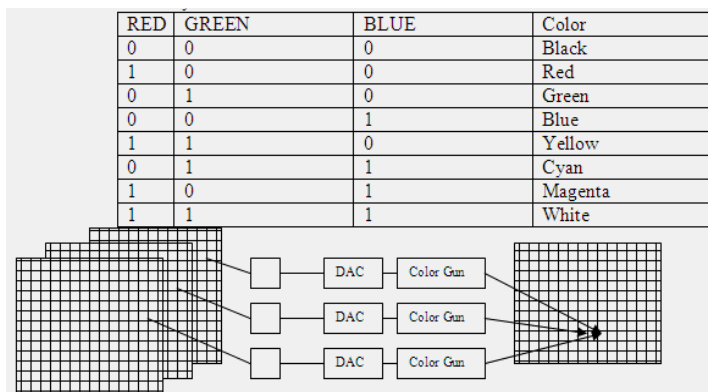 RED GREEN BLUE Color
0 0 0 Black
1 0 0 Red
0 1 0 Green
0 0 1 Blue
1 1 0 Yellow
0 1 1 Cyan
1 0 1 Magenta
1 1 1 White
DAC Color Gun
DAC Color Gun
DAC Color Gun